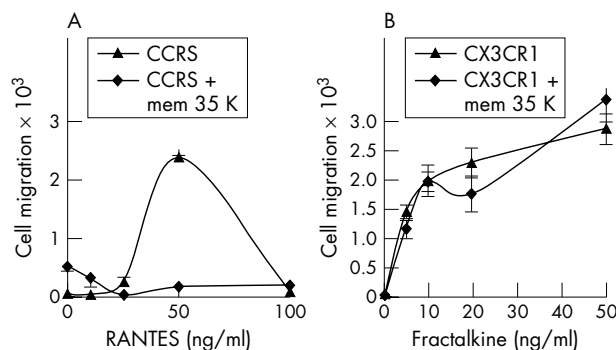 A
CCRS
CCRS +
mem 35 K
Cell migration × 10³
3
2
1
0
0
50
100
RANTES (ng/ml)
B
CX3CR1
CX3CR1 +
mem 35 K
Cell migration × 10³
3.0
2.5
2.0
1.5
1.0
0.5
0
0
10
20
30
40
50
Fractalkine (ng/ml)